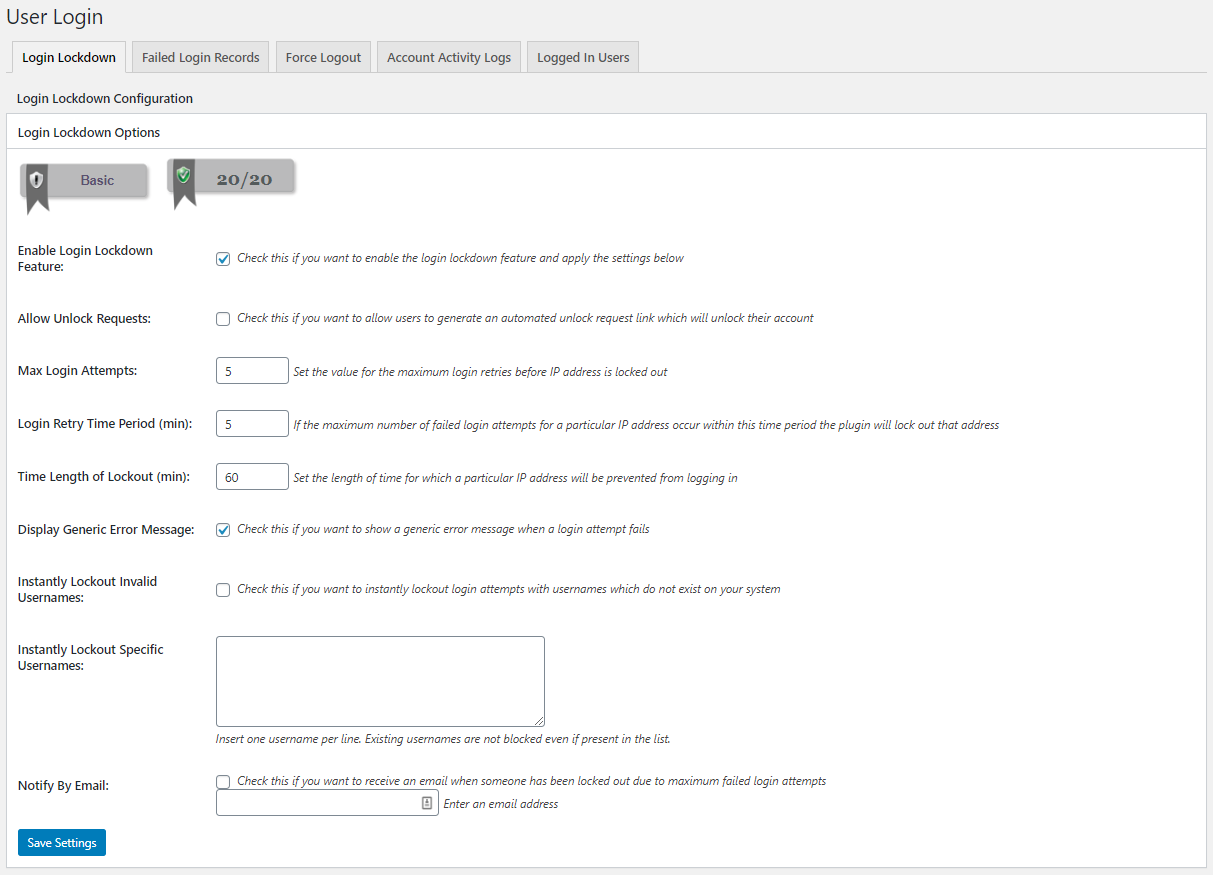 User Login
Login Lockdown
Failed Login Records
Force Logout
Account Activity Logs
Logged In Users
Login Lockdown Configuration
Login Lockdown Options
Basic
20/20
Enable Login Lockdown
Feature:
Check this if you want to enable the login lockdown feature and apply the settings below
Allow Unlock Requests:
Check this if you want to allow users to generate an automated unlock request link which will unlock their account
Max Login Attempts:
5
Set the value for the maximum login retries before IP address is locked out
Login Retry Time Period (min):
5
If the maximum number of failed login attempts for a particular IP address occur within this time period the plugin will lock out that address
Time Length of Lockout (min):
60
Set the length of time for which a particular IP address will be prevented from logging in
Display Generic Error Message:
Check this if you want to show a generic error message when a login attempt fails
Instantly Lockout Invalid
Usernames:
Check this if you want to instantly lockout login attempts with usernames which do not exist on your system
Instantly Lockout Specific
Usernames:
Insert one username per line. Existing usernames are not blocked even if present in the list.
Notify By Email:
Check this if you want to receive an email when someone has been locked out due to maximum failed login attempts
Enter an email address
Save Settings